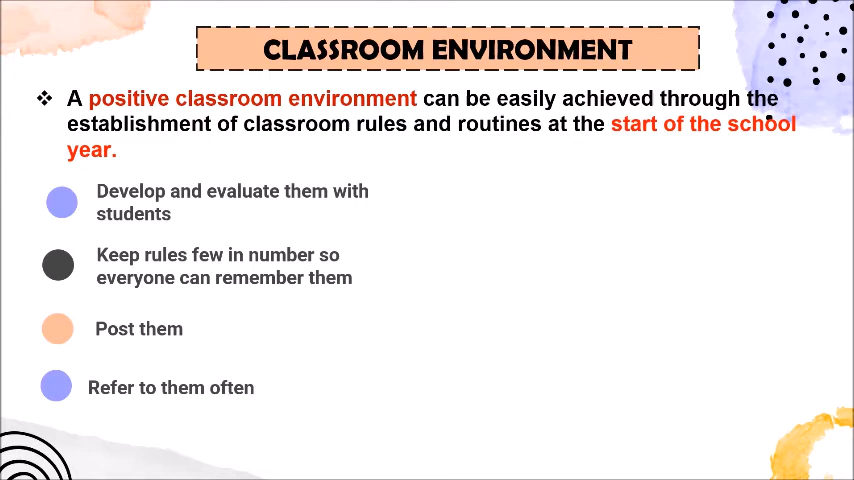 CLASSROOM ENVIRONMENT
A positive classroom environment can be easily achieved through the
establishment of classroom rules and routines at the start of the school
year.
Develop and evaluate them with
students
Keep rules few in number so
everyone can remember them
Post them
Refer to them often